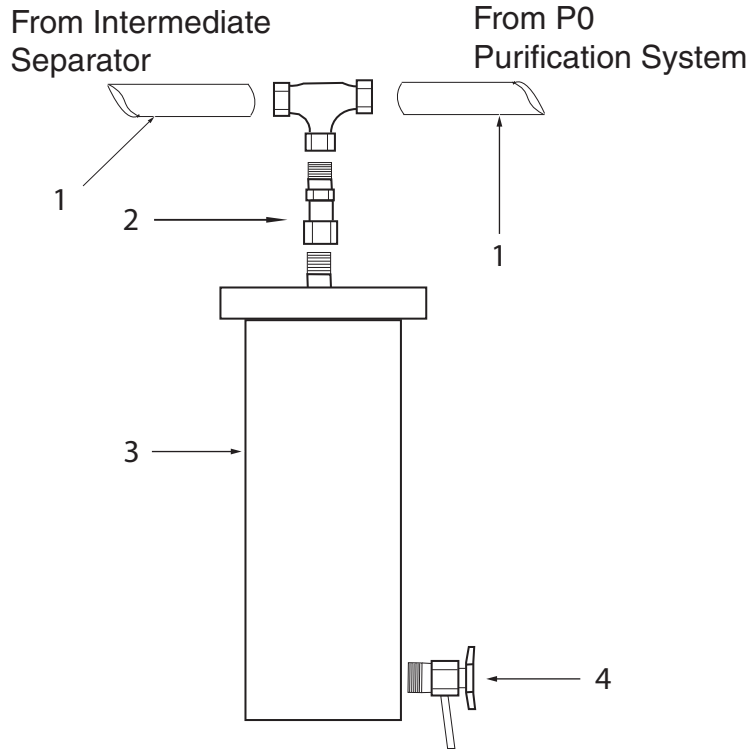 From Intermediate
Separator
From P0
Purification System
1
2
1
3
4